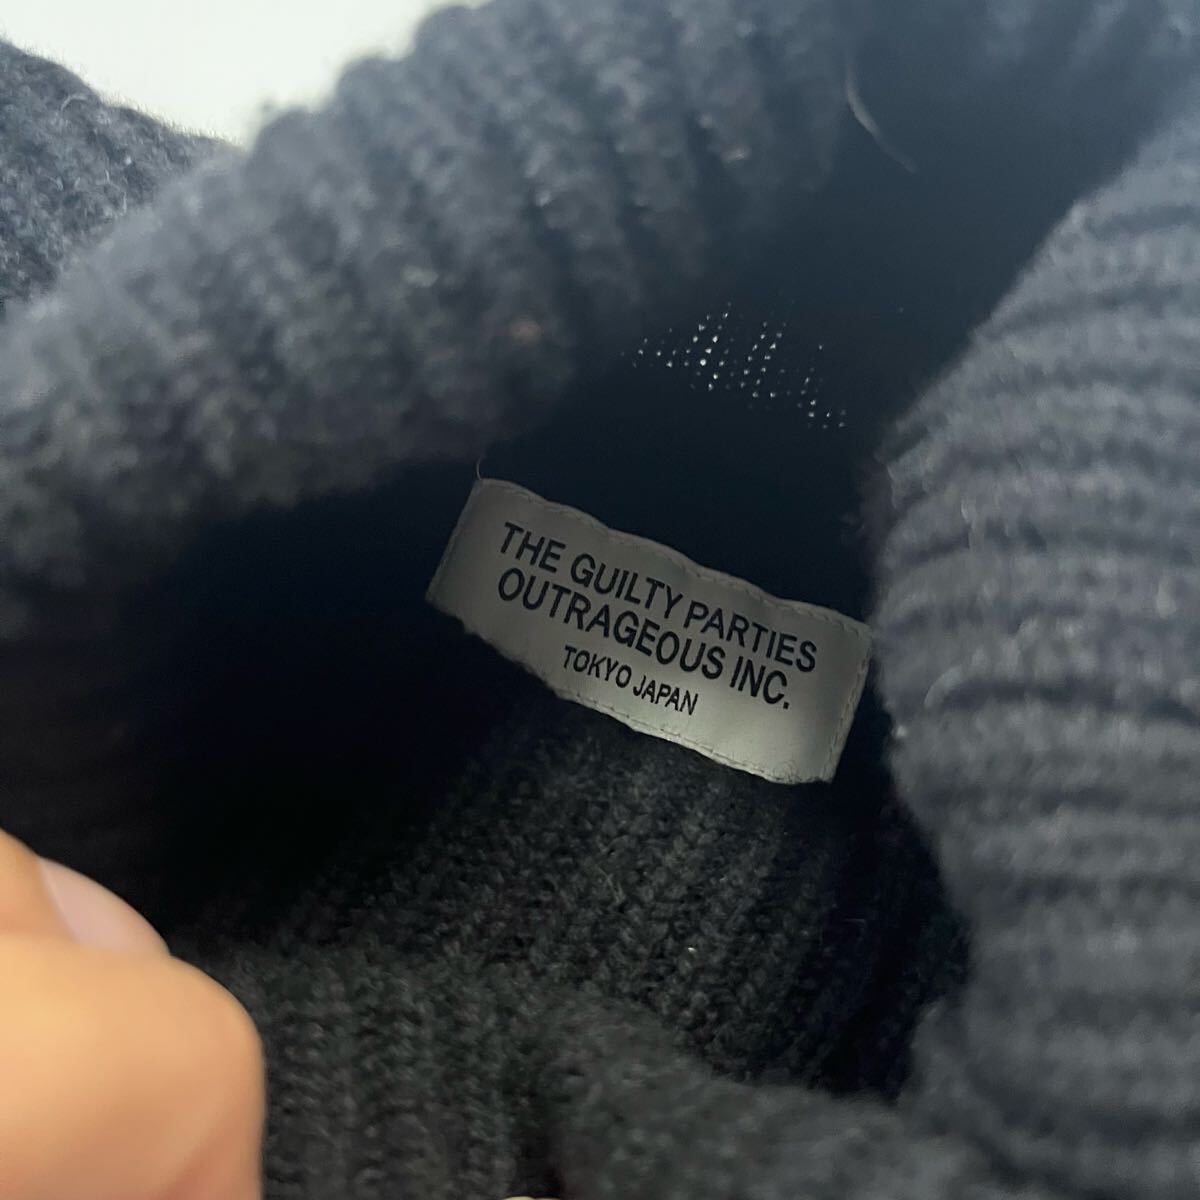 THE GUILTY PARTIES
OUTRAGEOUS INC.
TOKYO JAPAN